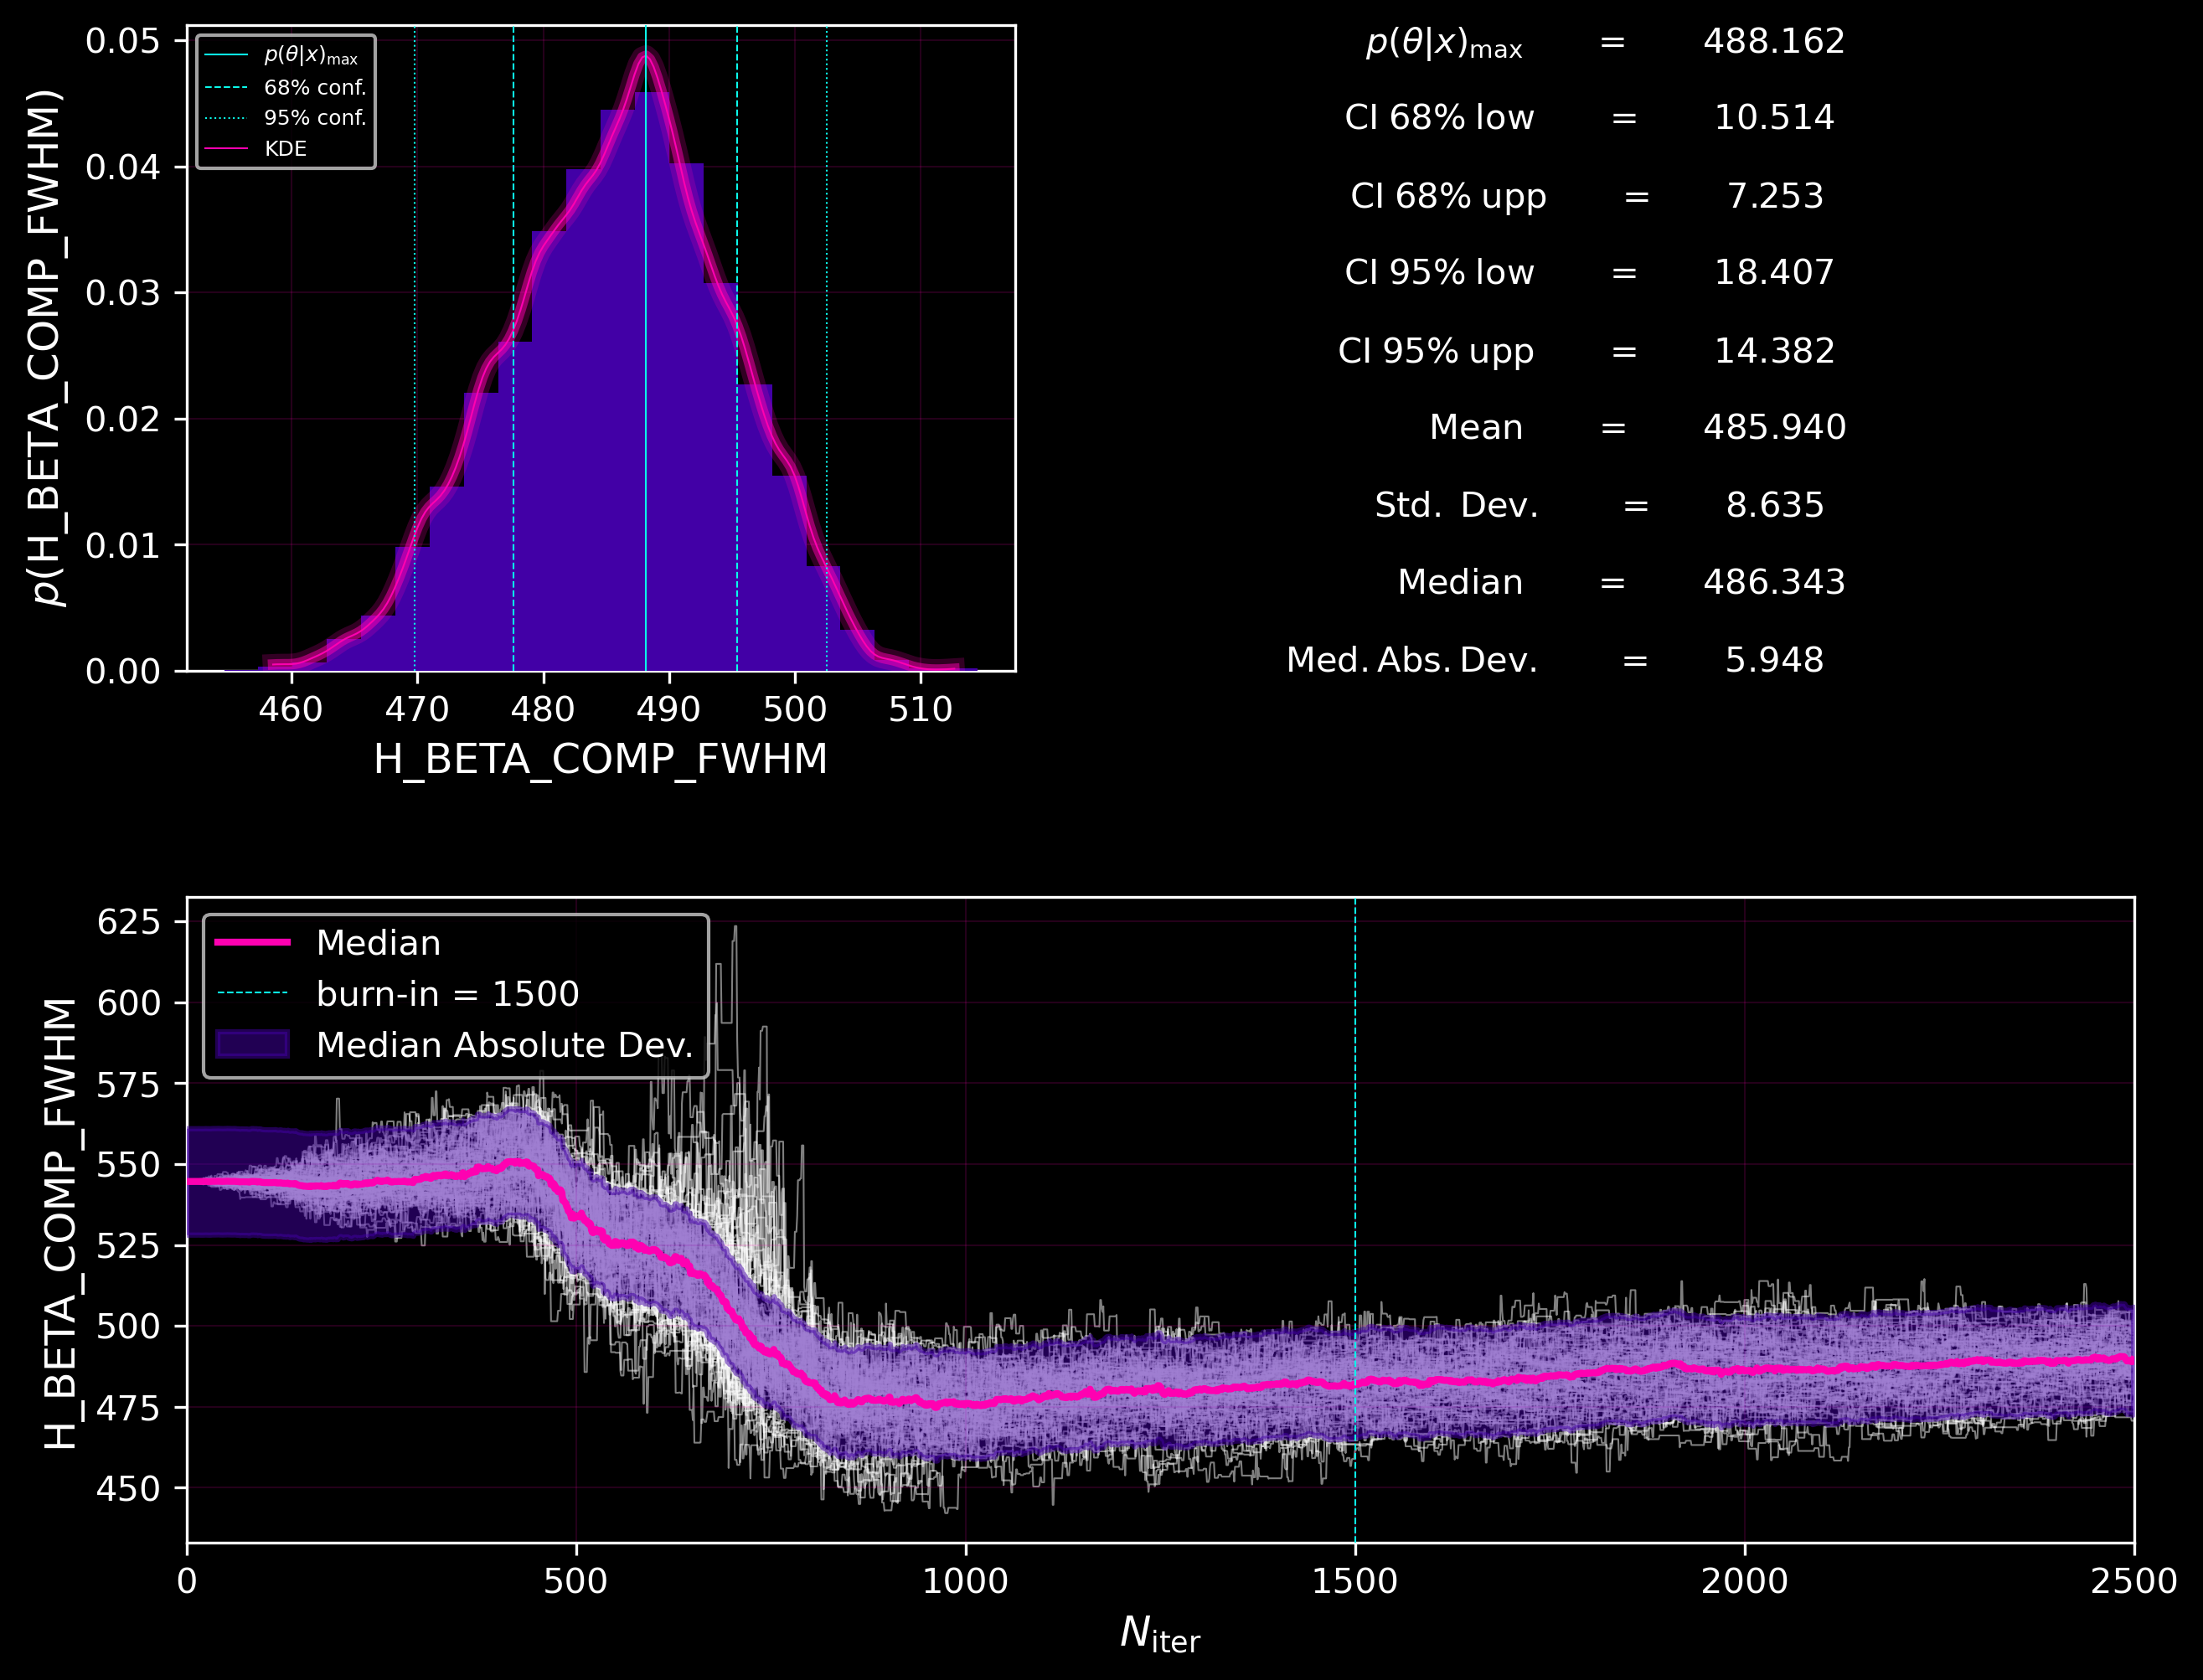 p(H_BETA_COMP_FWHM)
0.05
0.04
0.03
0.02
0.01
0.00
p(θ|x)max
68% conf.
95% conf.
KDE
460 470 480 490 500 510
H_BETA_COMP_FWHM
p(θ|x)max = 488.162
CI 68% low = 10.514
CI 68% upp = 7.253
CI 95% low = 18.407
CI 95% upp = 14.382
Mean = 485.940
Std. Dev. = 8.635
Median = 486.343
Med. Abs. Dev. = 5.948
H_BETA_COMP_FWHM
625
600
575
550
525
500
475
450
Median
burn-in = 1500
Median Absolute Dev.
0 500 1000 1500 2000 2500
Niter